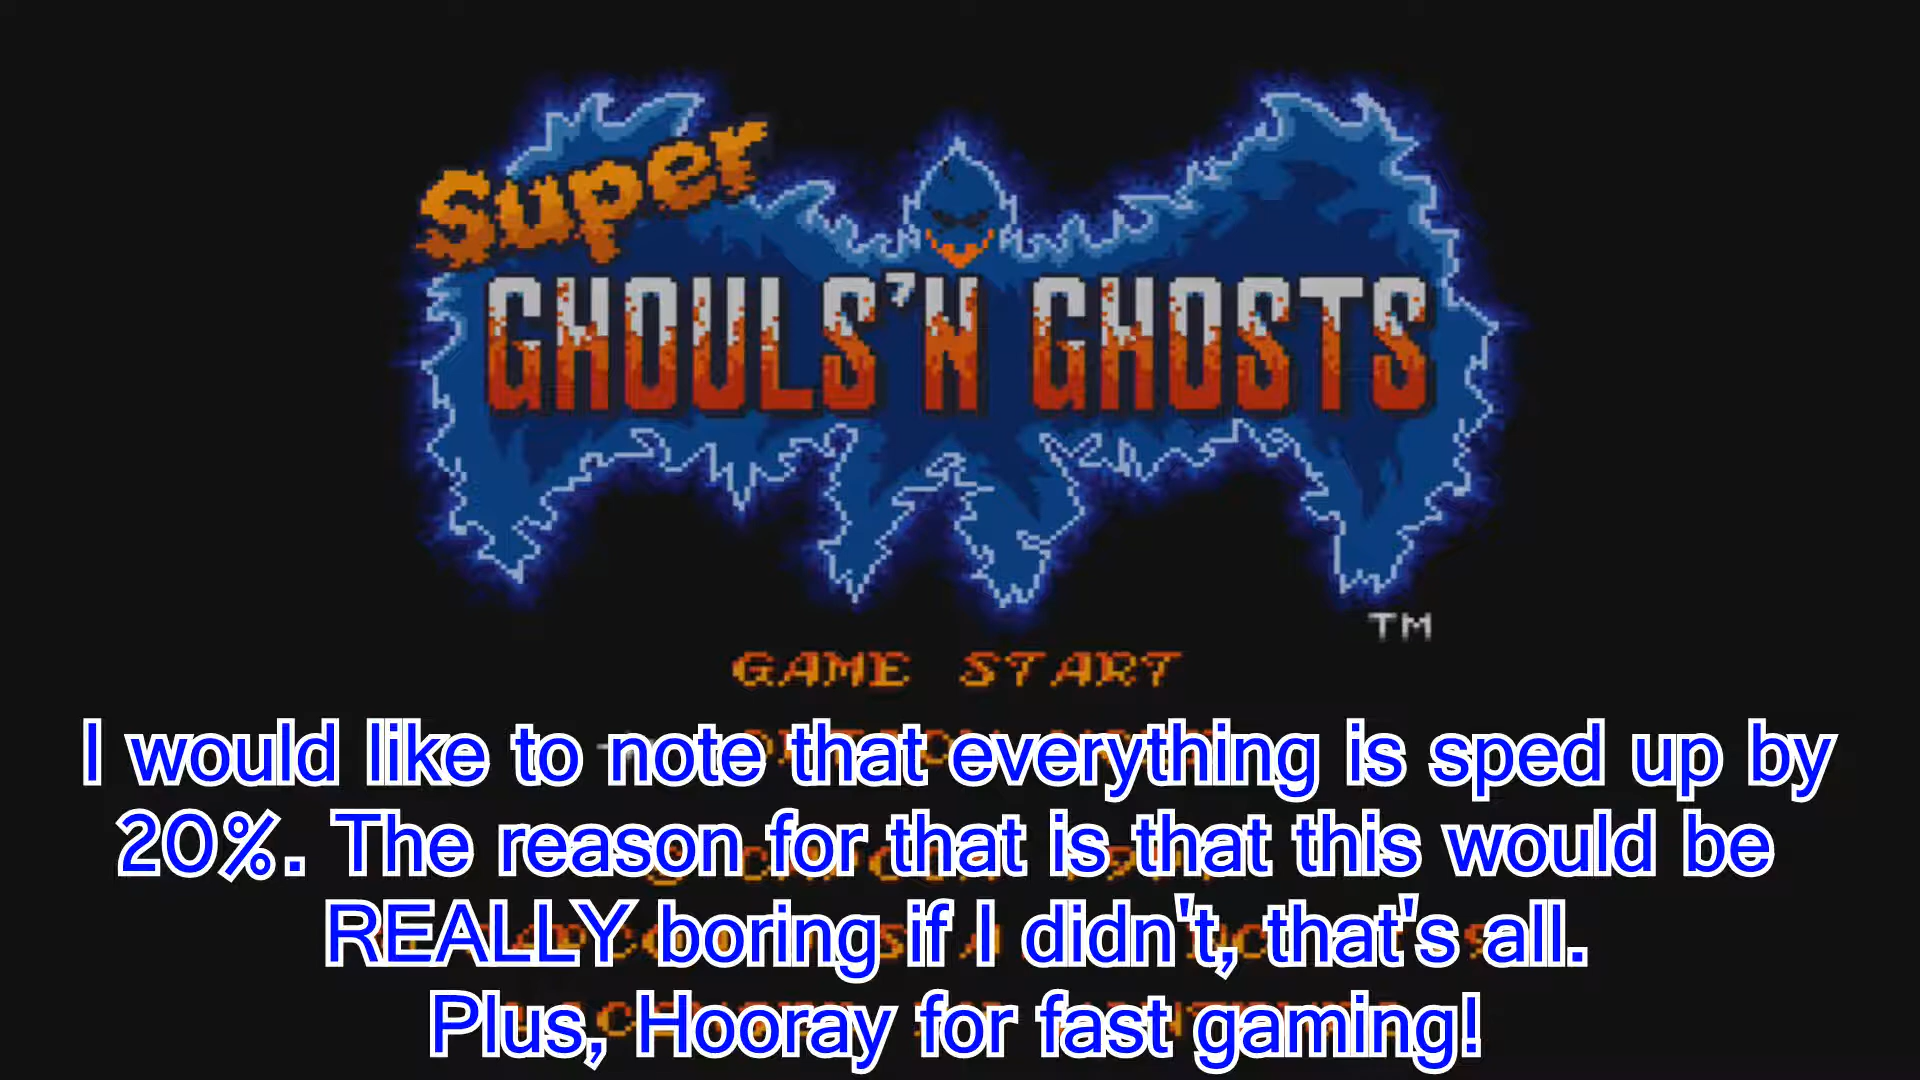 Super
GHOULS'N GHOSTS
TM
GAME START
I would like to note that everything is sped up by
20%. The reason for that is that this would be
REALLY boring if I didn't, that's all.
Plus, Hooray for fast gaming!